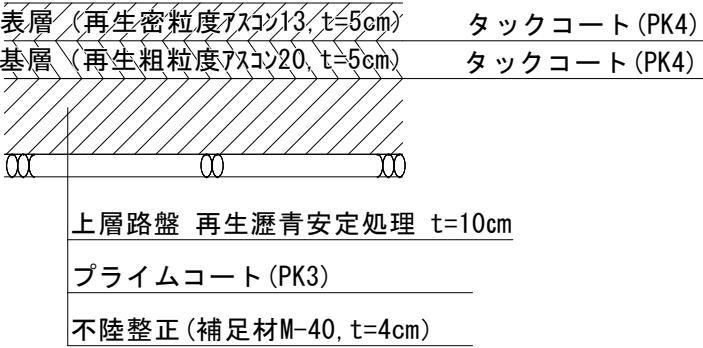 表層 (再生密粒度ｱｽｺﾝ13, t=5cm) タックコート(PK4)
基層 (再生粗粒度ｱｽｺﾝ20, t=5cm) タックコート(PK4)
上層路盤 再生瀝青安定処理 t=10cm
プライムコート(PK3)
不陸整正(補足材M-40, t=4cm)